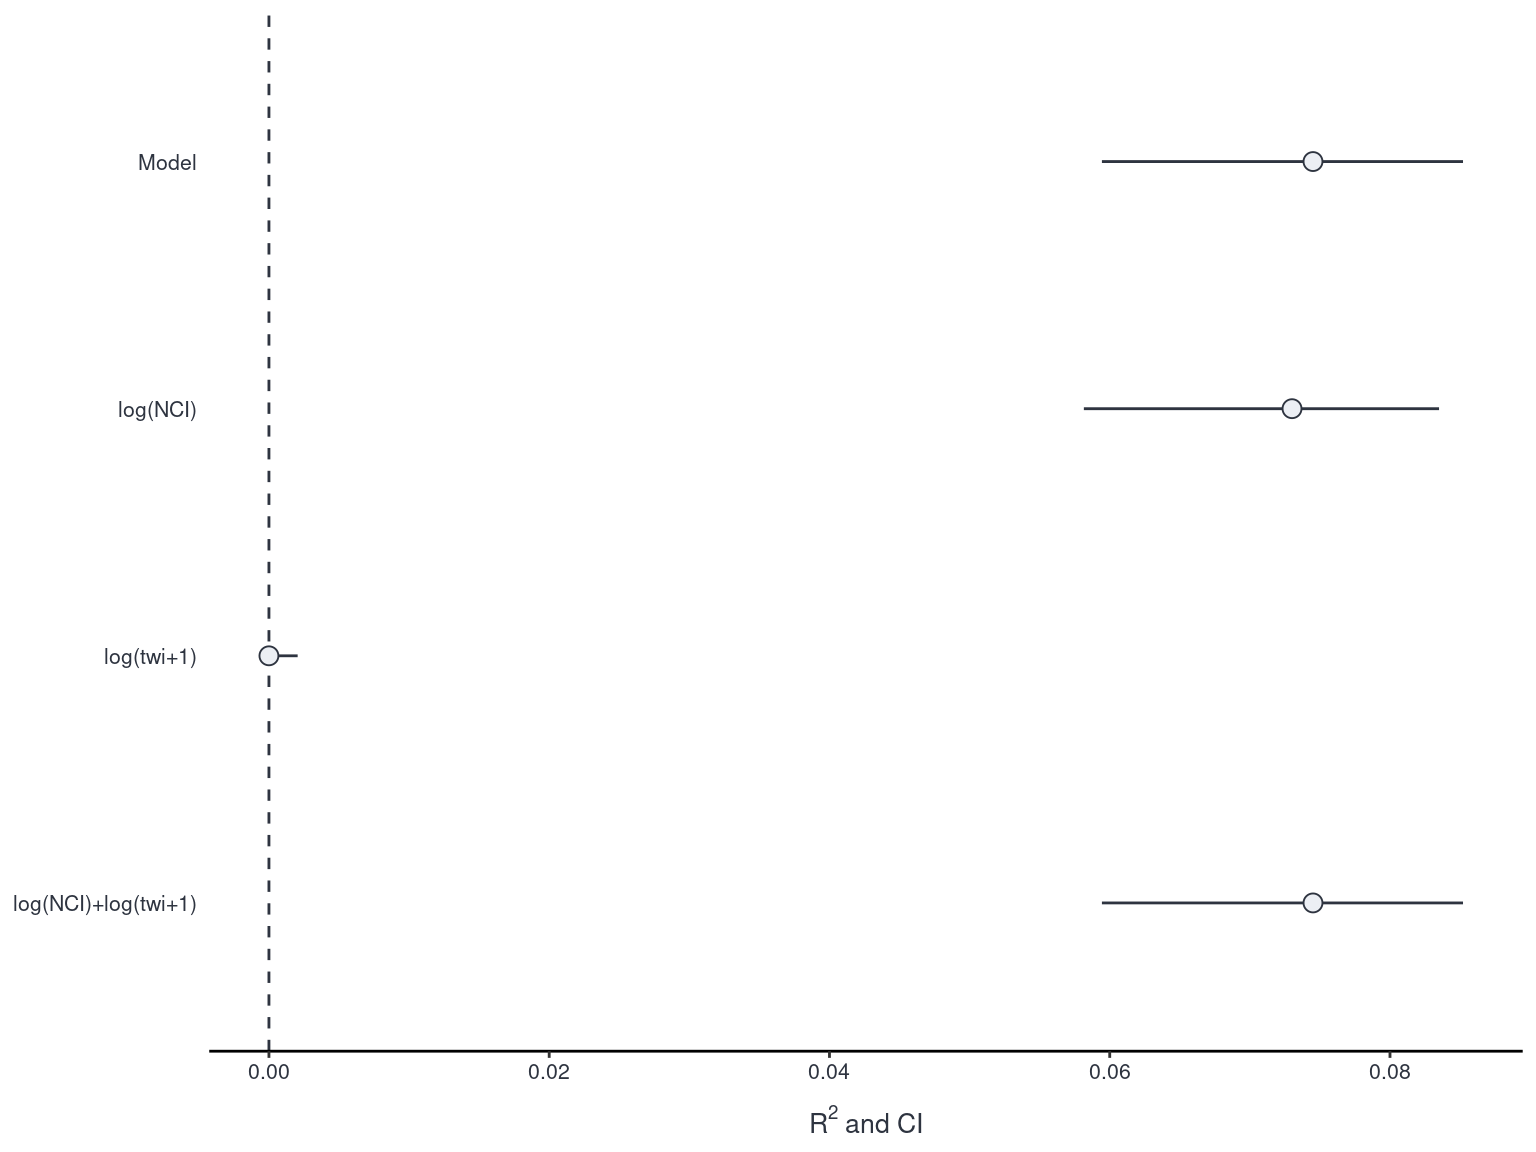 Model
log(NCI)
log(twi+1)
log(NCI)+log(twi+1)
0.00 0.02 0.04 0.06 0.08
R² and CI